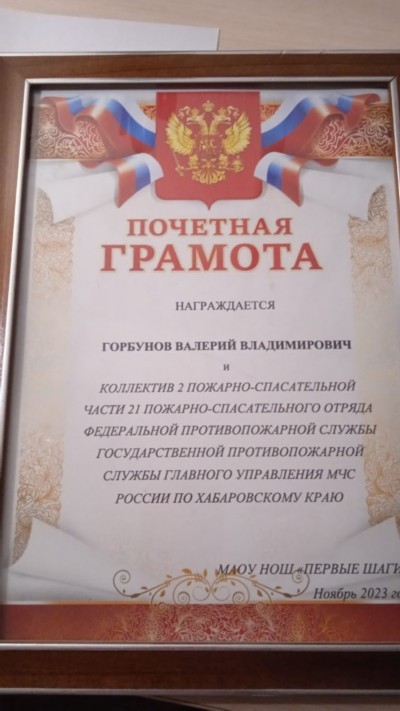 ПОЧЕТНАЯ
ГРАМОТА
НАГРАЖДАЕТСЯ
ГОРБУНОВ ВАЛЕРИЙ ВЛАДИМИРОВИЧ
и
КОЛЛЕКТИВ 2 ПОЖАРНО-СПАСАТЕЛЬНОЙ
ЧАСТИ 21 ПОЖАРНО-СПАСАТЕЛЬНОГО ОТРЯДА
ФЕДЕРАЛЬНОЙ ПРОТИВОПОЖАРНОЙ СЛУЖБЫ
ГОСУДАРСТВЕННОЙ ПРОТИВОПОЖАРНОЙ
СЛУЖБЫ ГЛАВНОГО УПРАВЛЕНИЯ МЧС
РОССИИ ПО ХАБАРОВСКОМУ КРАЮ
МАОУ НОШ «ПЕРВЫЕ ШАГИ
Ноябрь 2023 го